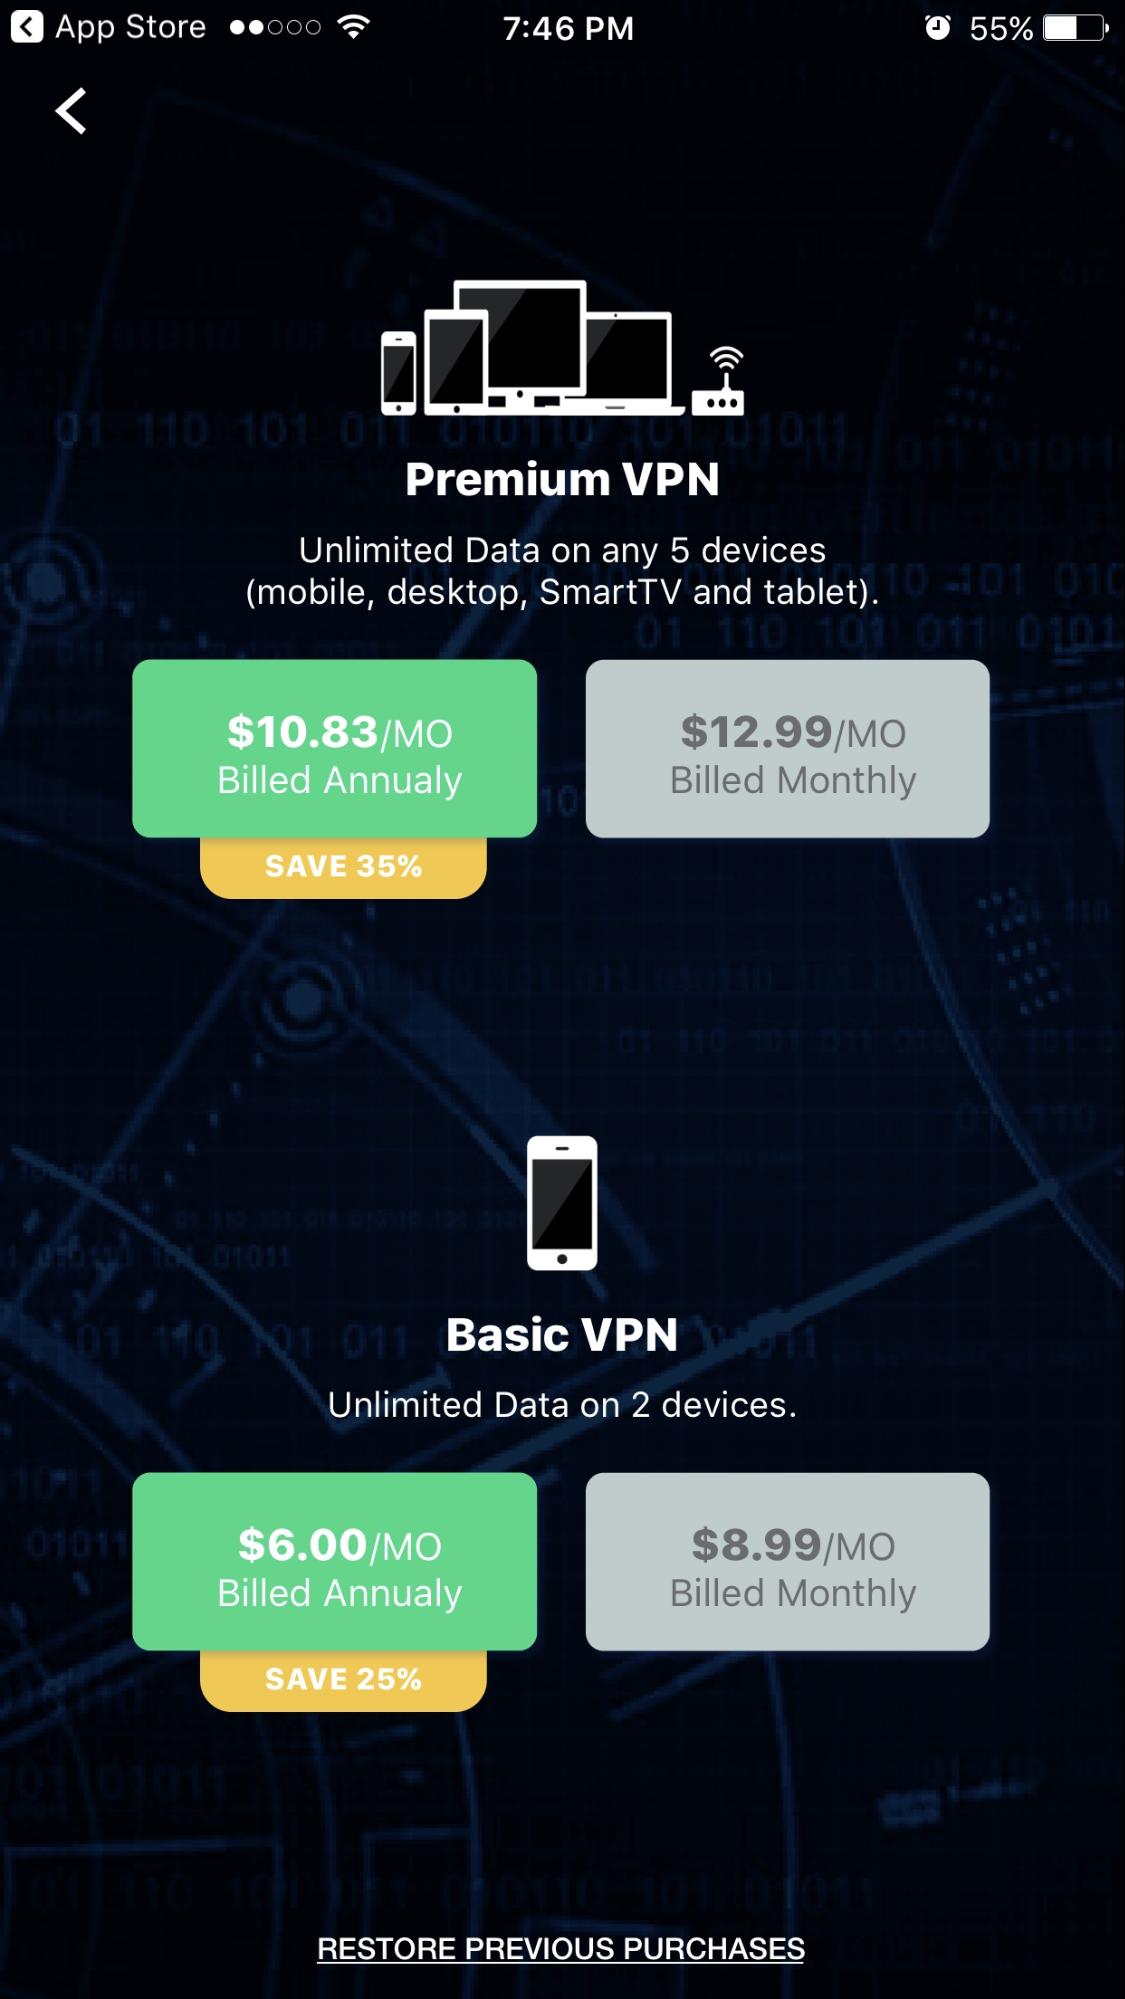 App Store 7:46 PM 55%
Premium VPN
Unlimited Data on any 5 devices
(mobile, desktop, SmartTV and tablet).
$10.83/MO
Billed Annualy
SAVE 35%
$12.99/MO
Billed Monthly
Basic VPN
Unlimited Data on 2 devices.
$6.00/MO
Billed Annualy
SAVE 25%
$8.99/MO
Billed Monthly
RESTORE PREVIOUS PURCHASES